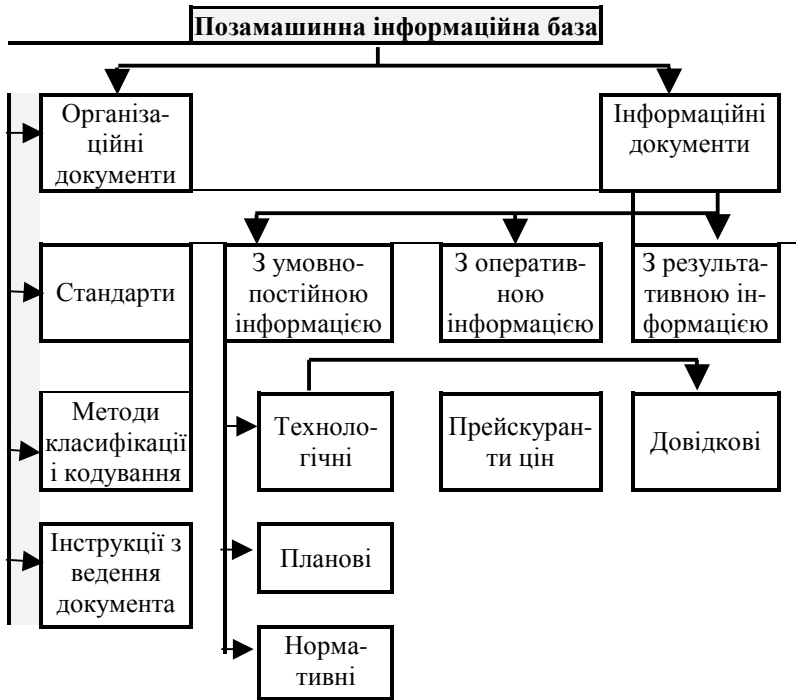 Позамашинна інформаційна база
Організа-
ційні
документи
Інформаційні
документи
Стандарти
З умовно-
постійною
інформацією
З оператив-
ною
інформацією
З результа-
тивною ін-
формацією
Методи
класифікації
і кодування
Техноло-
гічні
Прейскуран-
ти цін
Довідкові
Інструкції з
ведення
документа
Планові
Норма-
тивні